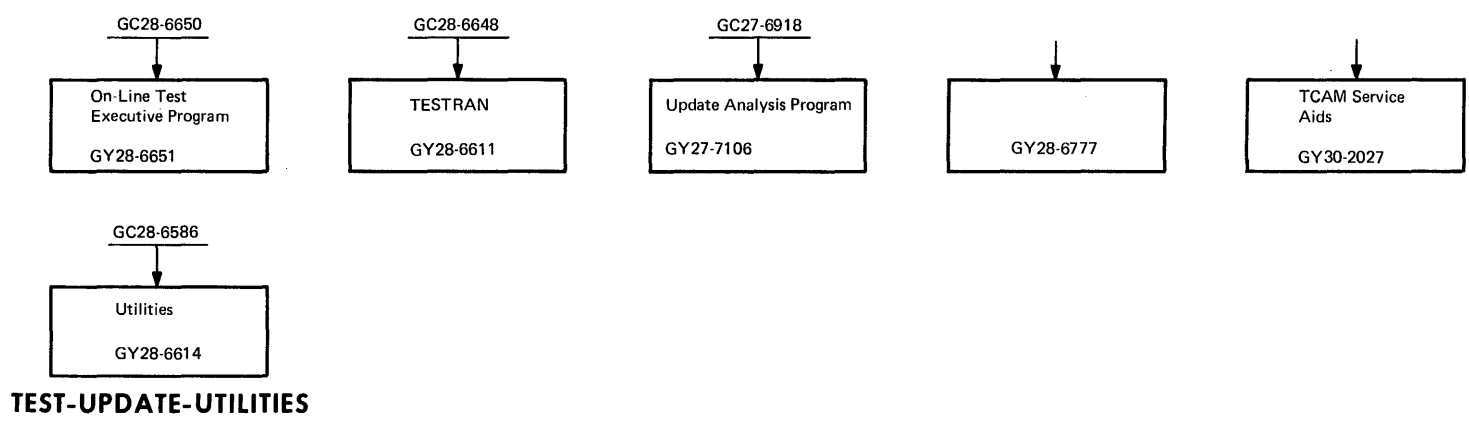 GC28-6650
GC28-6648
GC27-6918
On-Line Test
Executive Program
GY28-6651
TESTRAN
GY28-6611
Update Analysis Program
GY27-7106
GY28-6777
TCAM Service
Aids
GY30-2027
GC28-6586
Utilities
GY28-6614
TEST-UPDATE-UTILITIES